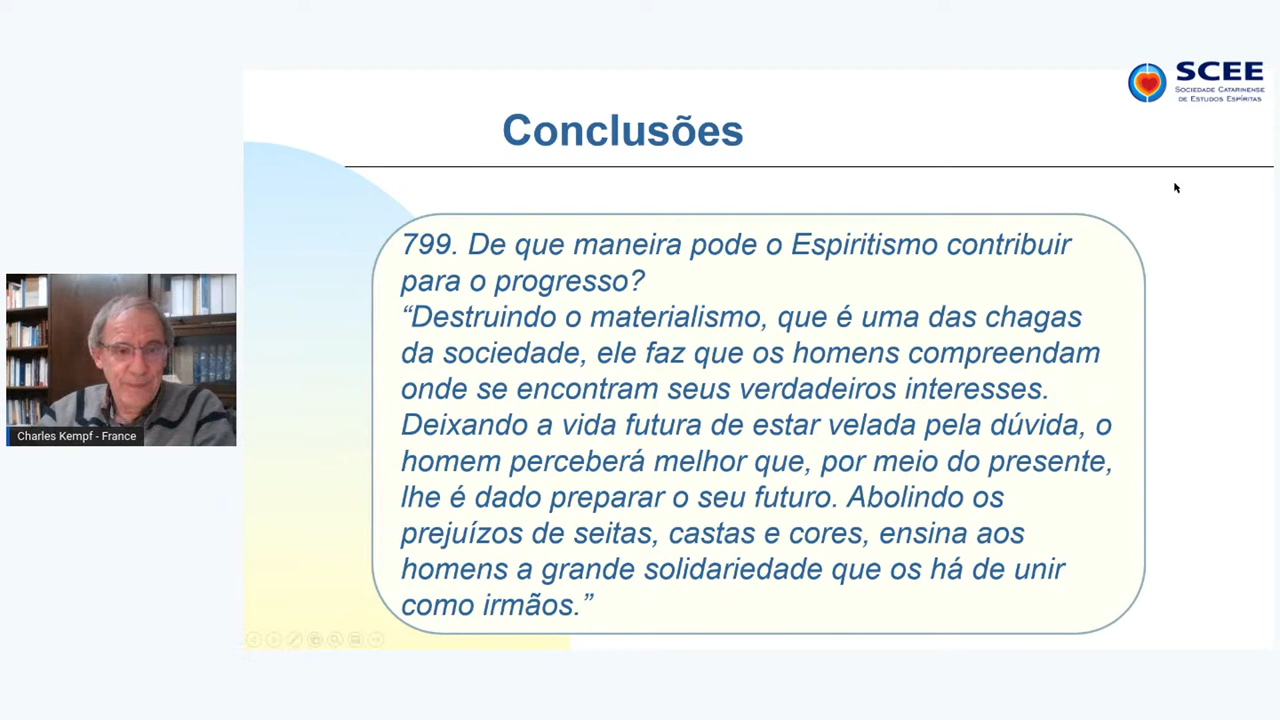 SCEE
SOCIEDADE CATARINENSE
DE ESTUDOS ESPÍRITAS
Conclusões
799. De que maneira pode o Espiritismo contribuir
para o progresso?
“Destruindo o materialismo, que é uma das chagas
da sociedade, ele faz que os homens compreendam
onde se encontram seus verdadeiros interesses.
Deixando a vida futura de estar velada pela dúvida, o
homem perceberá melhor que, por meio do presente,
lhe é dado preparar o seu futuro. Abolindo os
prejuízos de seitas, castas e cores, ensina aos
homens a grande solidariedade que os há de unir
como irmãos.”
Charles Kempf - France